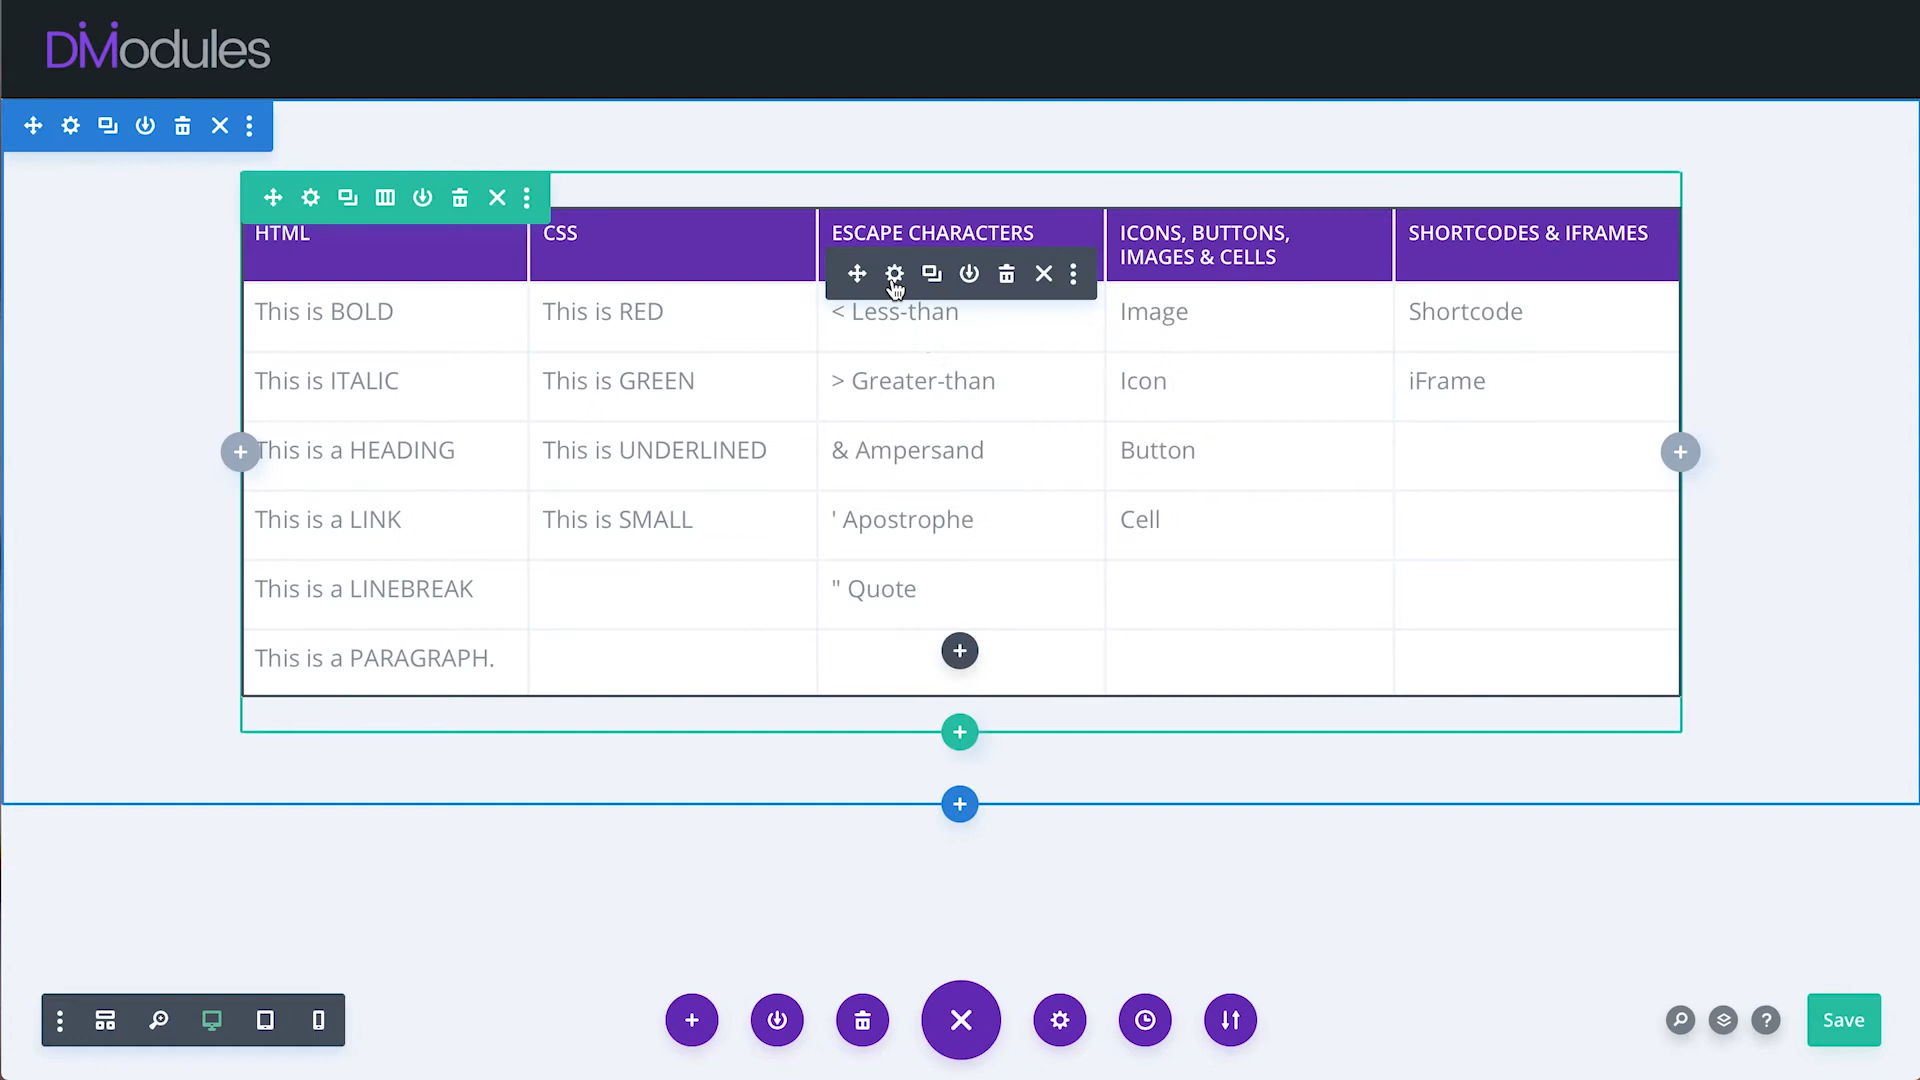 DiModules
HTML
CSS
ESCAPE CHARACTERS
ICONS, BUTTONS,
IMAGES & CELLS
SHORTCODES & IFRAMES
This is BOLD
This is RED
< Less-than
Image
Shortcode
This is ITALIC
This is GREEN
> Greater-than
Icon
iFrame
This is a HEADING
This is UNDERLINED
& Ampersand
Button
This is a LINK
This is SMALL
' Apostrophe
Cell
This is a LINEBREAK
" Quote
This is a PARAGRAPH.
Save